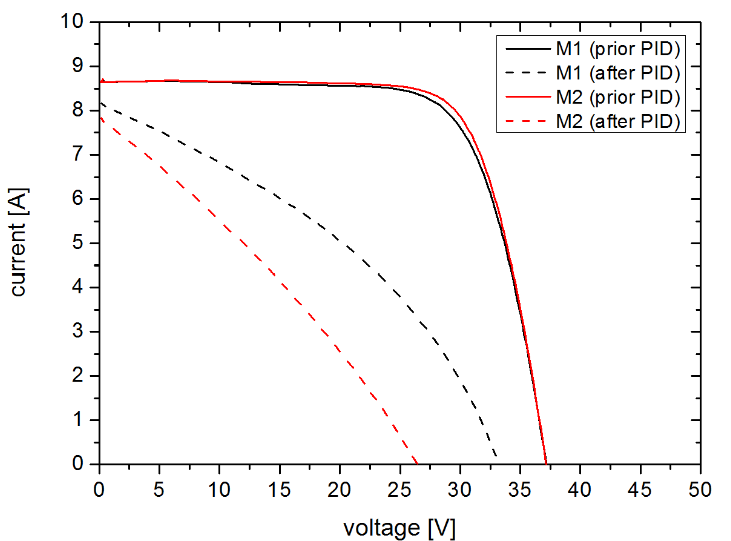 10
9
8
7
6
5
4
3
2
1
0
current [A]
M1 (prior PID)
M1 (after PID)
M2 (prior PID)
M2 (after PID)
0 5 10 15 20 25 30 35 40 45 50
voltage [V]